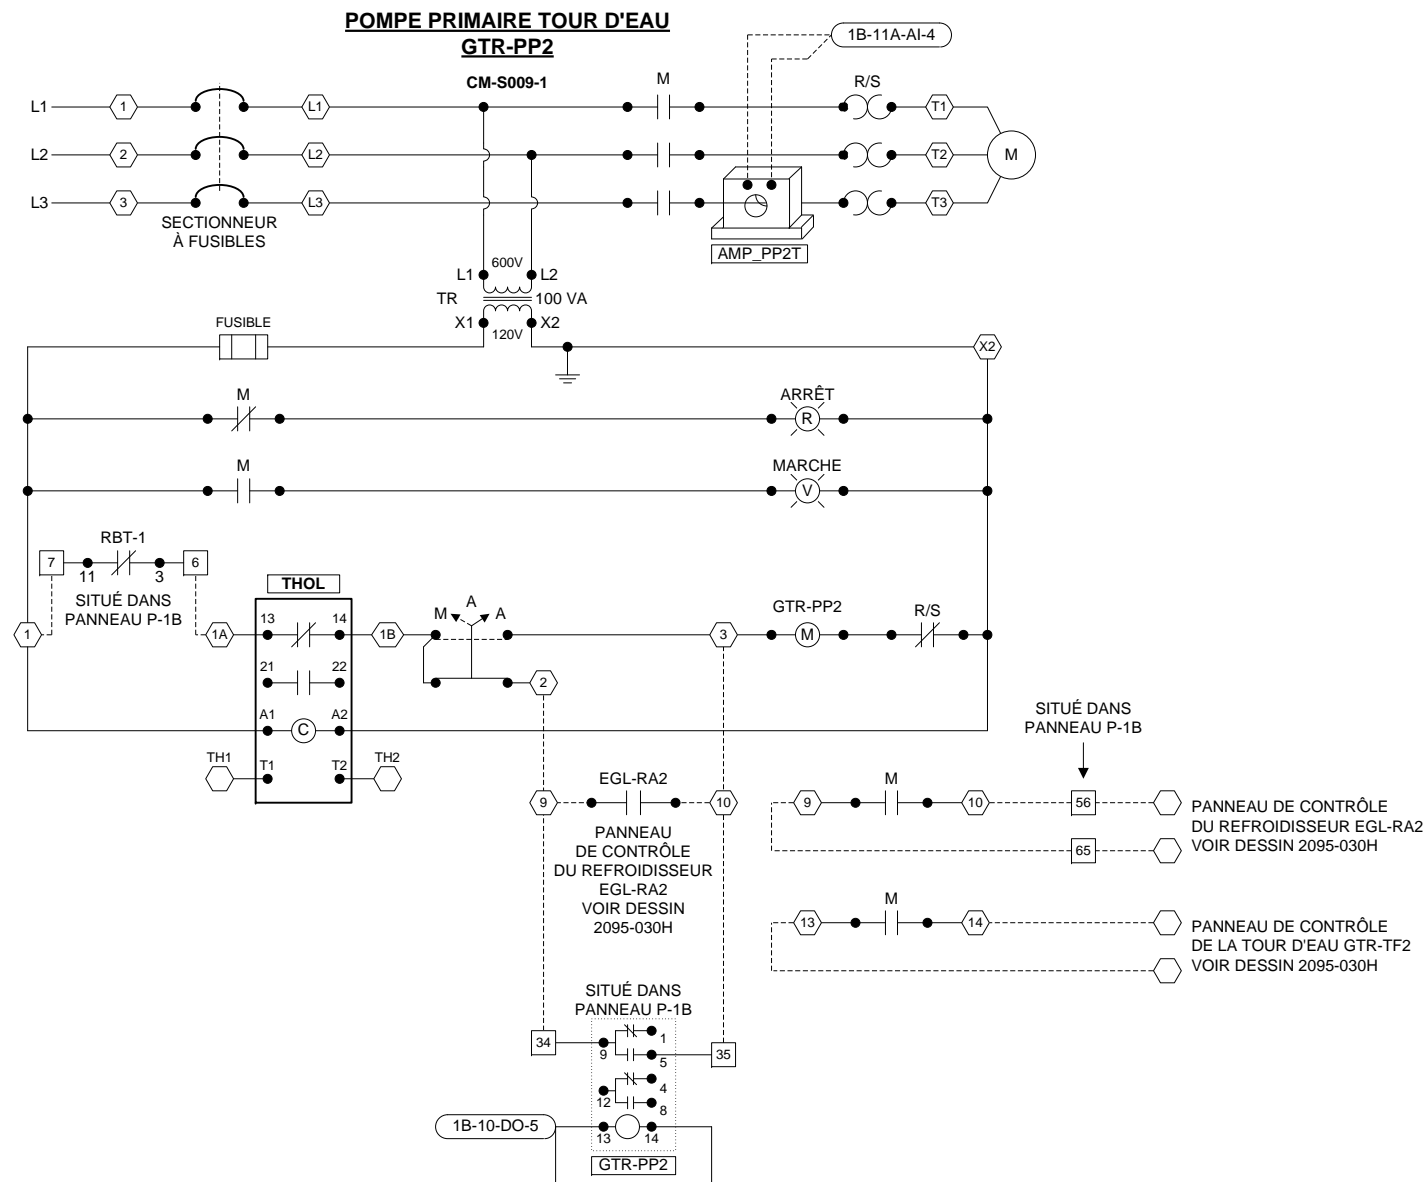 POMPE PRIMAIRE TOUR D'EAU
GTR-PP2
CM-S009-1
1B-11A-AI-4
M
R/S
L1
1
L1
T1
L2
2
L2
T2
M
L3
3
L3
T3
SECTIONNEUR
À FUSIBLES
AMP_PP2T
600V
L1
L2
TR
100 VA
X1
X2
120V
FUSIBLE
X2
M
ARRÊT
R
M
MARCHE
V
RBT-1
7
6
11
3
SITUÉ DANS
PANNEAU P-1B
THOL
1
1A
13
14
1B
M
A
A
3
GTR-PP2
M
R/S
21
22
2
A1
C
A2
TH1
T1
T2
TH2
SITUÉ DANS
PANNEAU P-1B
9
EGL-RA2
10
PANNEAU
DE CONTRÔLE
DU REFROIDISSEUR
EGL-RA2
VOIR DESSIN
2095-030H
9
M
10
56
65
PANNEAU DE CONTRÔLE
DU REFROIDISSEUR EGL-RA2
VOIR DESSIN 2095-030H
13
M
14
PANNEAU DE CONTRÔLE
DE LA TOUR D'EAU GTR-TF2
VOIR DESSIN 2095-030H
SITUÉ DANS
PANNEAU P-1B
34
9
1
5
35
12
4
8
1B-10-DO-5
13
14
GTR-PP2